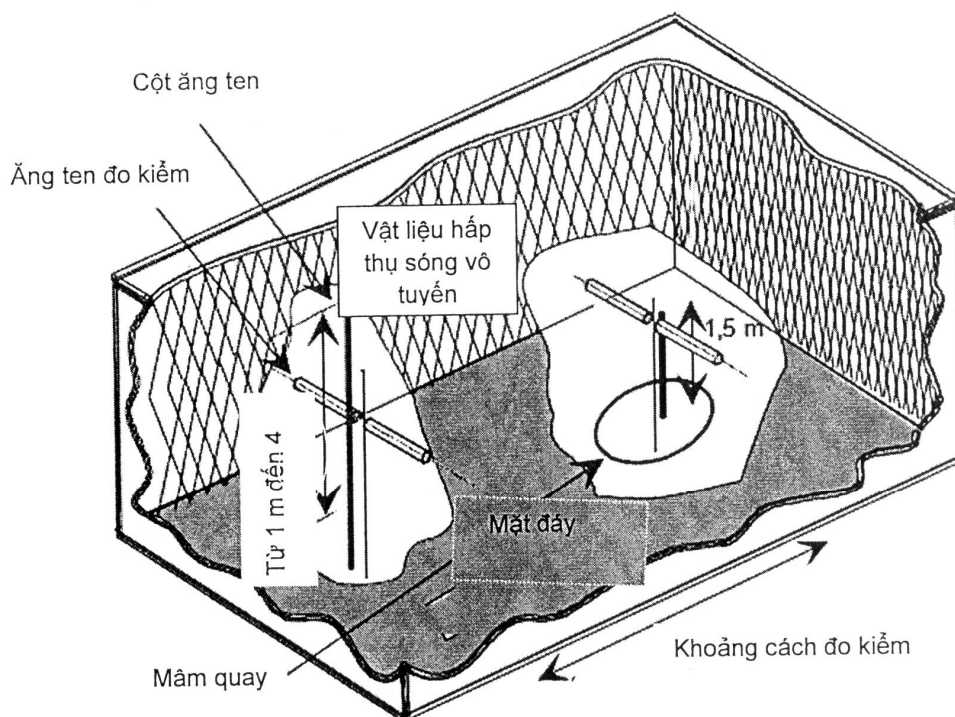 Cột ăng ten
Ăng ten đo kiểm
Vật liệu hấp
thụ sóng vô
tuyến
1,5 m
Từ 1 m đến 4
Mặt đáy
Mâm quay
Khoảng cách đo kiểm